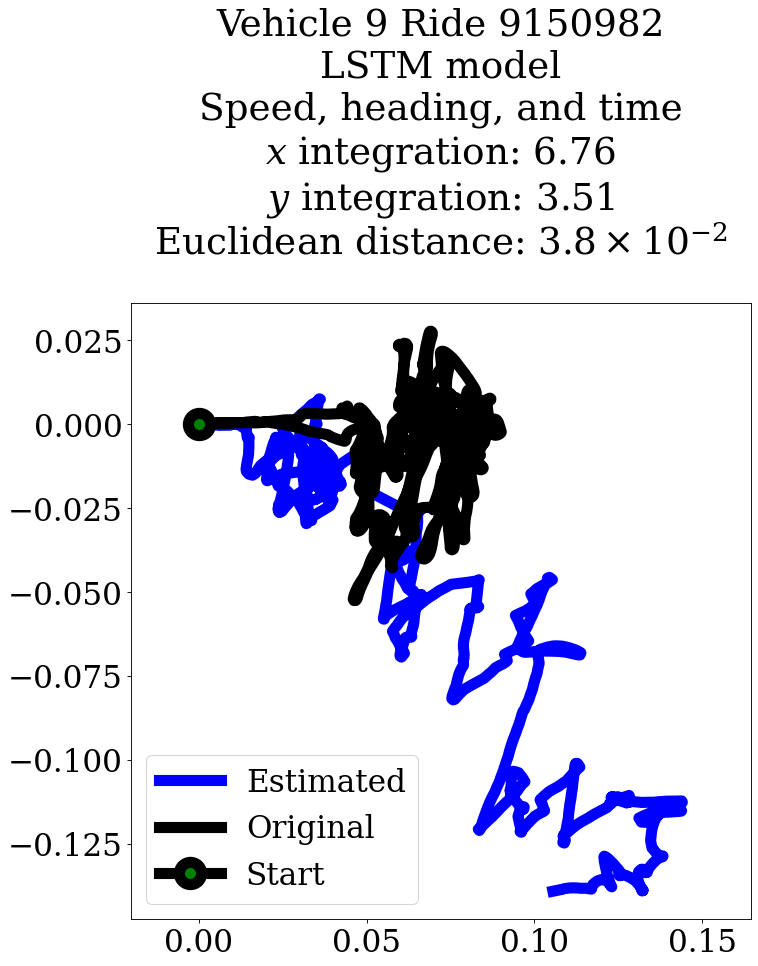 Vehicle 9 Ride 9150982
LSTM model
Speed, heading, and time
x integration: 6.76
y integration: 3.51
Euclidean distance: 3.8 × 10⁻²
0.025
0.000
−0.025
−0.050
−0.075
−0.100
−0.125
Estimated
Original
Start
0.00 0.05 0.10 0.15